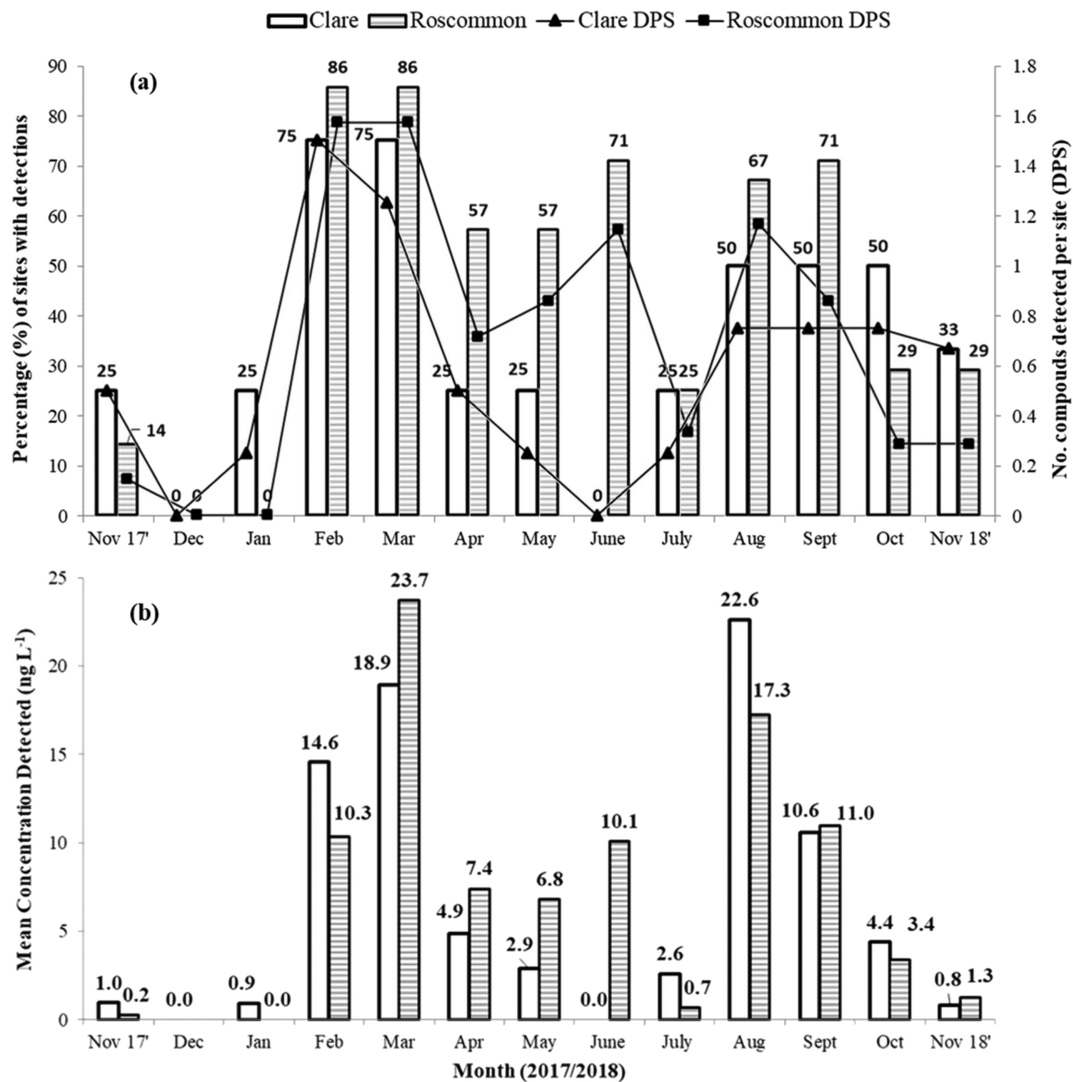 Clare Roscommon Clare DPS Roscommon DPS
(a)
Percentage (%) of sites with detections
90
80
70
60
50
40
30
20
10
0
25 14 0 0 25 0 75 86 75 86 25 57 25 57 0 71 25 25 50 67 50 71 50 29 33 29
1.8
1.6
1.4
1.2
1
0.8
0.6
0.4
0.2
0
No. compouds detected per site (DPS)
Nov 17' Dec Jan Feb Mar Apr May June July Aug Sept Oct Nov 18'
(b)
Mean Concentration Detected (ng L-1)
25
20
15
10
5
0
1.0 0.2 0.0 0.9 0.0 14.6 10.3 18.9 23.7 4.9 7.4 2.9 6.8 0.0 10.1 2.6 0.7 22.6 17.3 10.6 11.0 4.4 3.4 0.8 1.3
Nov 17' Dec Jan Feb Mar Apr May June July Aug Sept Oct Nov 18'
Month (2017/2018)